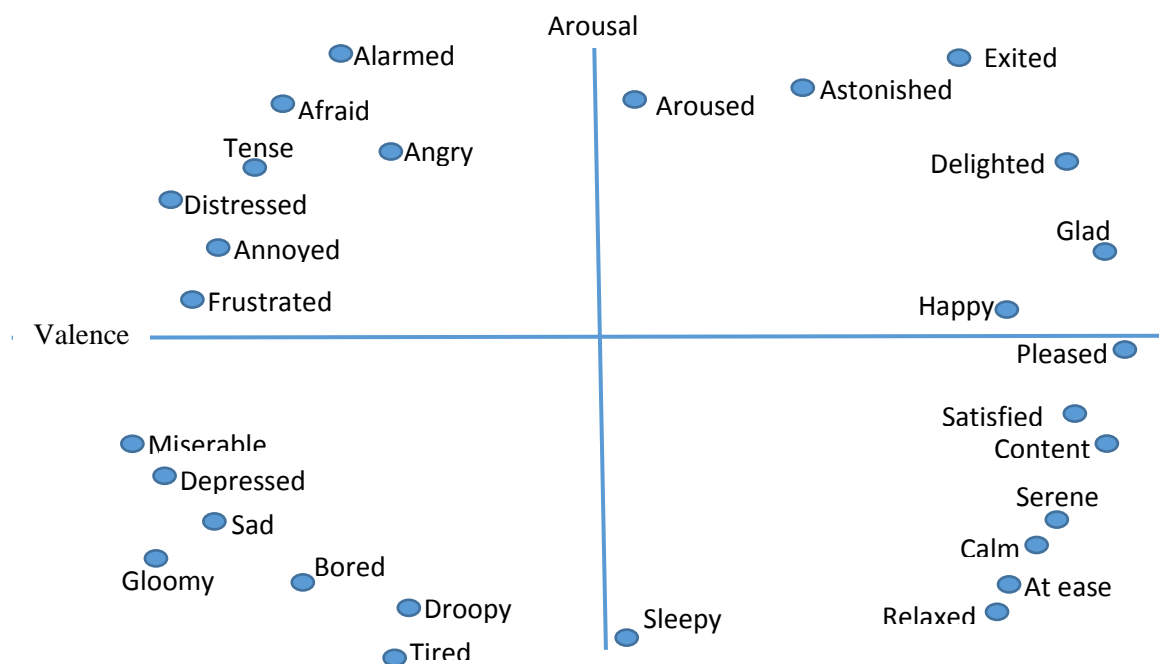 Arousal
Alarmed
Exited
Astonished
Aroused
Afraid
Tense
Angry
Delighted
Distressed
Glad
Annoyed
Frustrated
Happy
Valence
Pleased
Satisfied
Miserable
Content
Depressed
Serene
Sad
Calm
Bored
Gloomy
At ease
Droopy
Relaxed
Sleepy
Tired